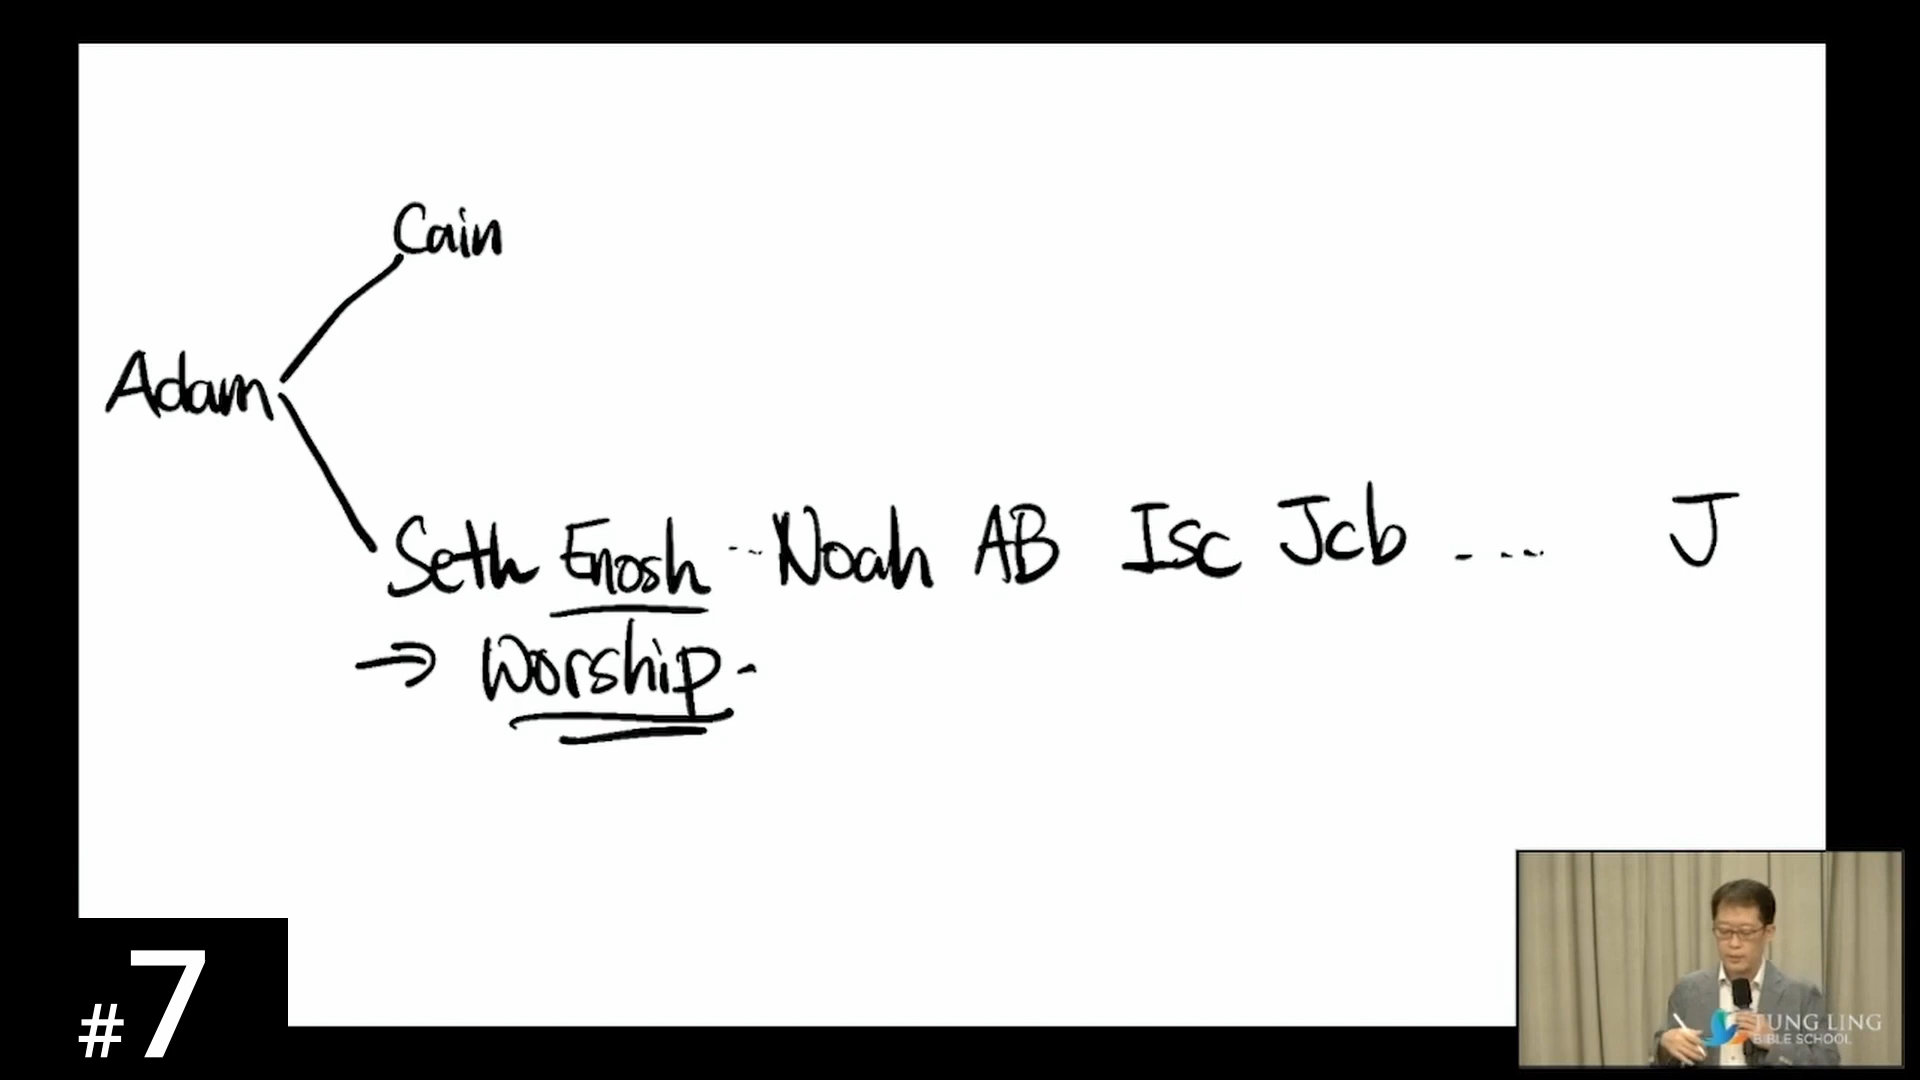 Cain
Adam
Seth Enosh ... Noah AB Isc Jcb .... J
→ Worship -
#7
TUNG LING
BIBLE SCHOOL